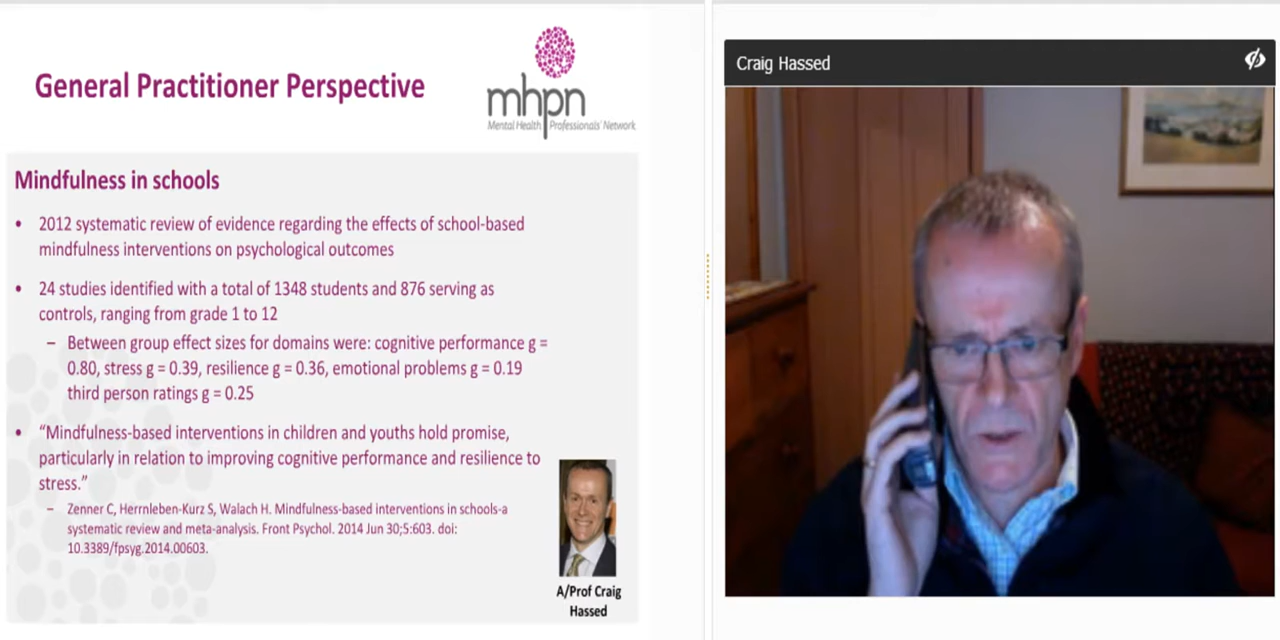 General Practitioner Perspective
mhpn
Mental Health Professionals' Network
Mindfulness in schools
• 2012 systematic review of evidence regarding the effects of school-based
mindfulness interventions on psychological outcomes
• 24 studies identified with a total of 1348 students and 876 serving as
controls, ranging from grade 1 to 12
– Between group effect sizes for domains were: cognitive performance g =
0.80, stress g = 0.39, resilience g = 0.36, emotional problems g = 0.19
third person ratings g = 0.25
• “Mindfulness-based interventions in children and youths hold promise,
particularly in relation to improving cognitive performance and resilience to
stress.”
– Zenner C, Herrnleben-Kurz S, Walach H. Mindfulness-based interventions in schools-a
systematic review and meta-analysis. Front Psychol. 2014 Jun 30;5:603. doi:
10.3389/fpsyg.2014.00603.
A/Prof Craig
Hassed
Craig Hassed